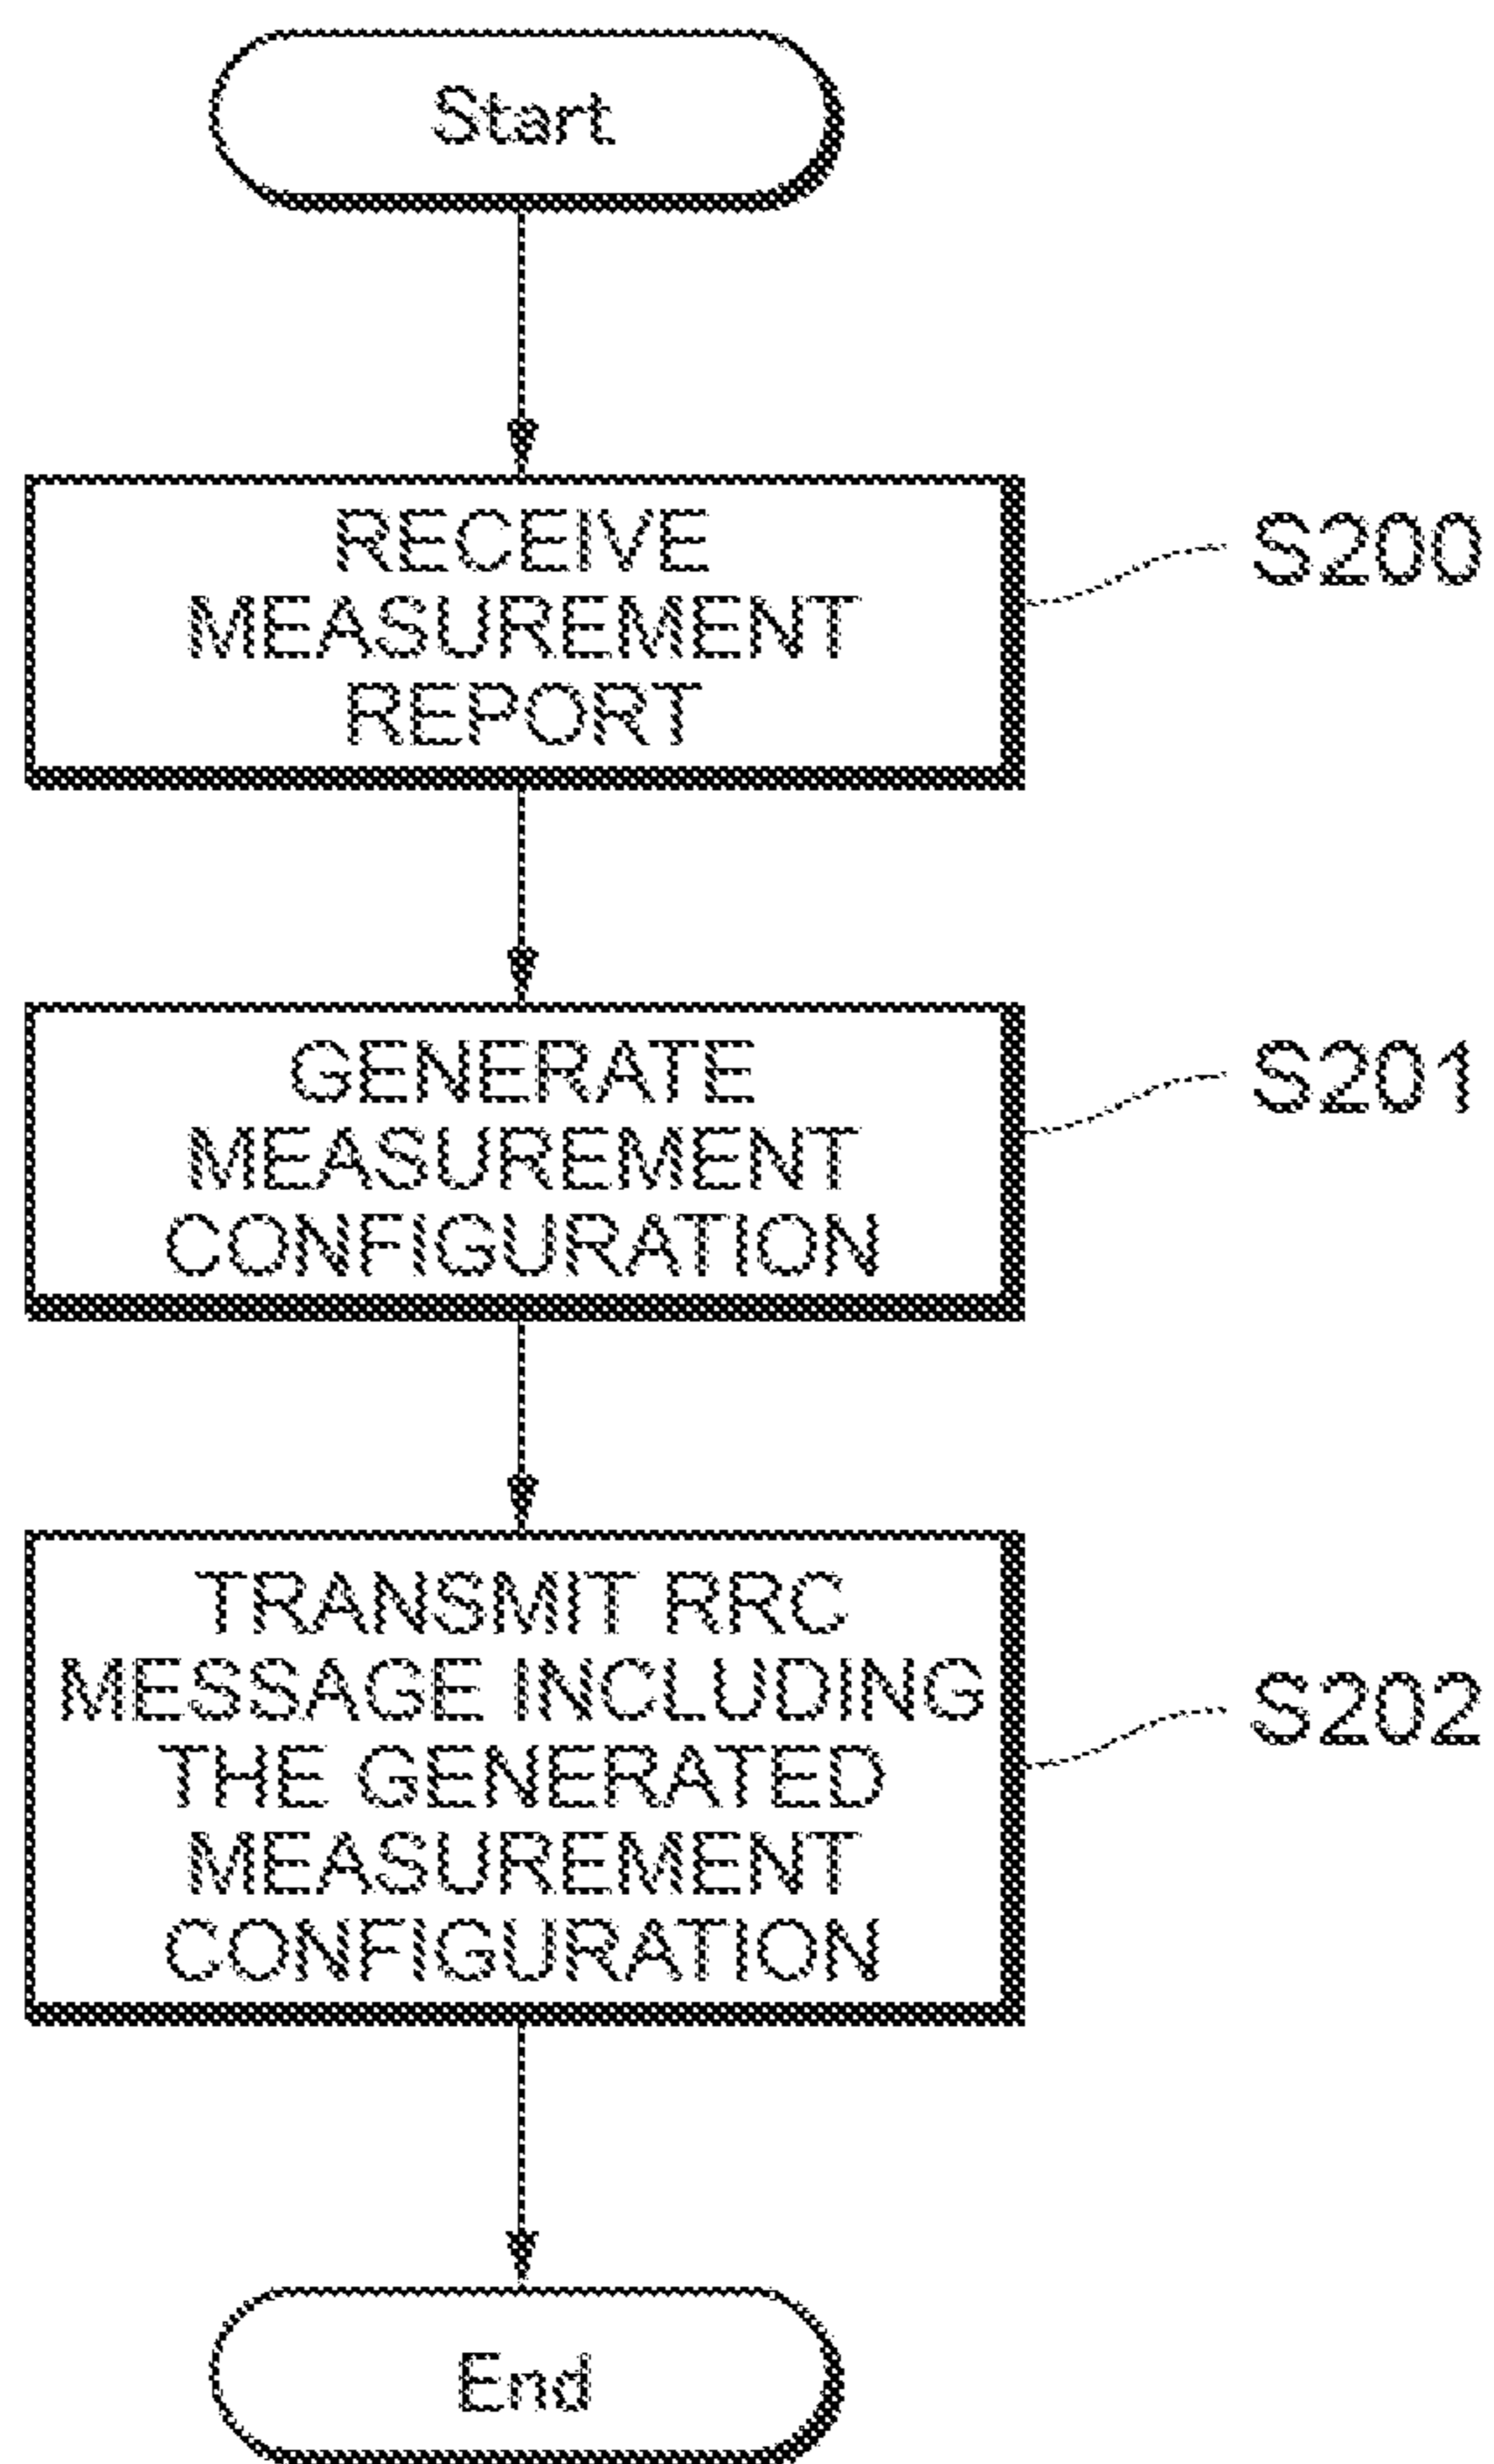 Start
RECEIVE
MEASUREMENT
REPORT
S200
GENERATE
MEASUREMENT
CONFIGURATION
S201
TRANSMIT RRC
MESSAGE INCLUDING
THE GENERATED
MEASUREMENT
CONFIGURATION
S202
End